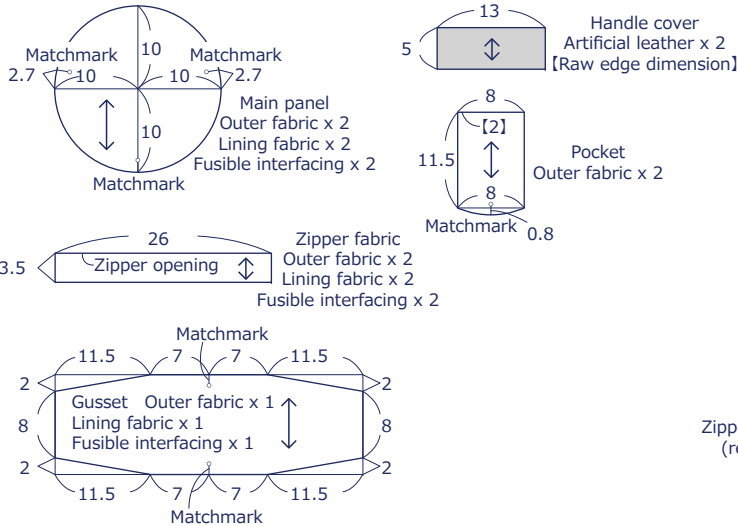 Matchmark
10
Matchmark
2.7
10
10
2.7
10
Main panel
Outer fabric x 2
Lining fabric x 2
Fusible interfacing x 2
Matchmark
13
5
Handle cover
Artificial leather x 2
【Raw edge dimension】
8
【2】
11.5
Pocket
Outer fabric x 2
8
Matchmark
0.8
26
3.5
Zipper opening
Zipper fabric
Outer fabric x 2
Lining fabric x 2
Fusible interfacing x 2
Matchmark
11.5
7
7
11.5
2
2
Gusset Outer fabric x 1
Lining fabric x 1
Fusible interfacing x 1
8
8
2
2
11.5
7
7
11.5
Matchmark